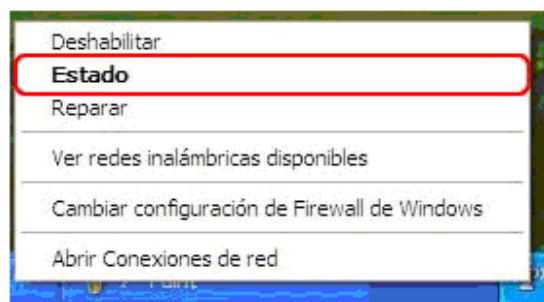 Deshabilitar
Estado
Reparar
Ver redes inalámbricas disponibles
Cambiar configuración de Firewall de Windows
Abrir Conexiones de red